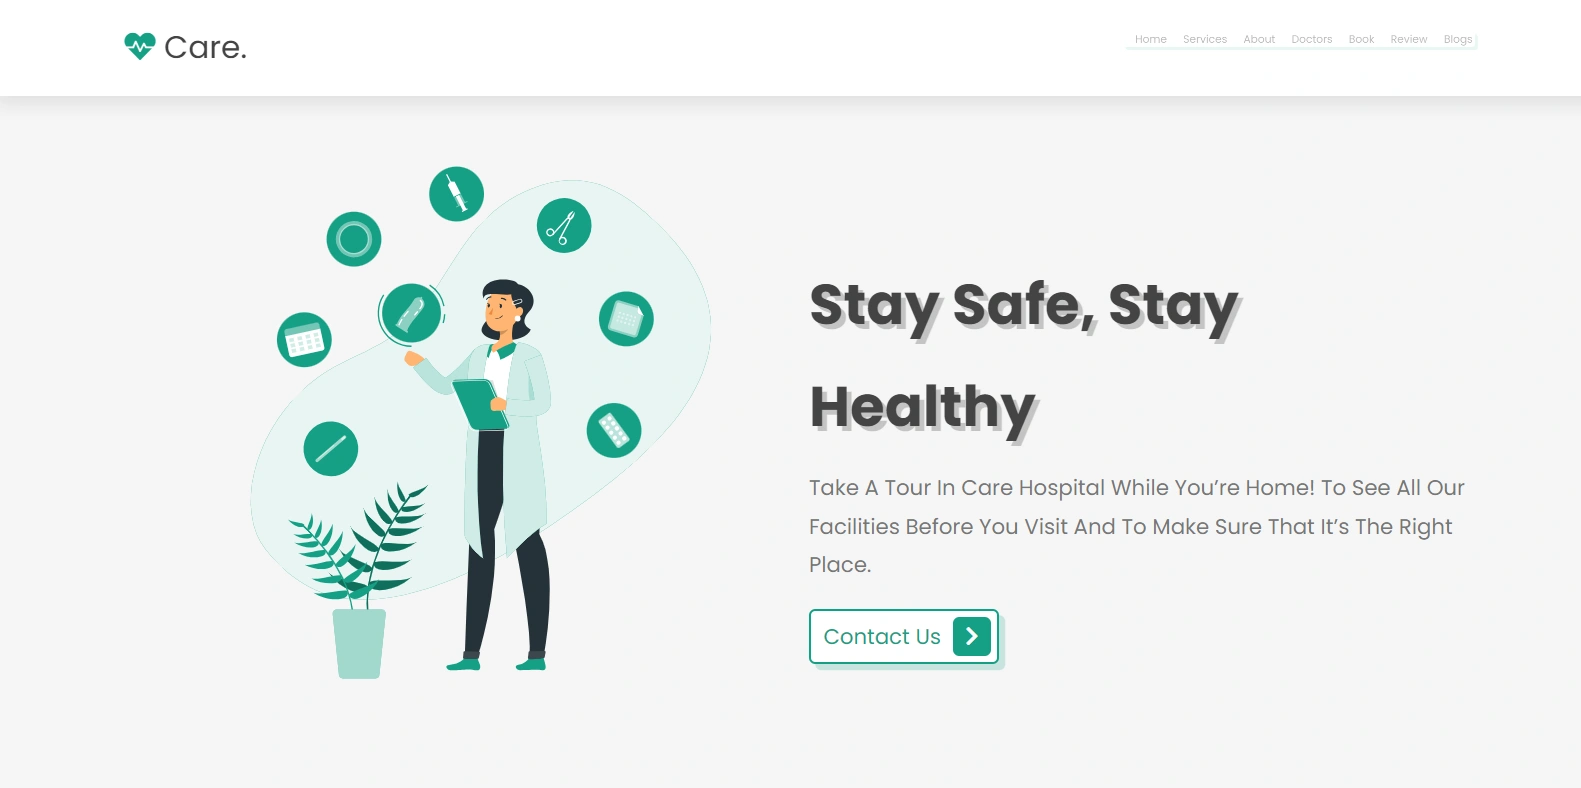 Care.
Home Services About Doctors Book Review Blogs
Stay Safe, Stay
Healthy
Take A Tour In Care Hospital While You’re Home! To See All Our
Facilities Before You Visit And To Make Sure That It’s The Right
Place.
Contact Us